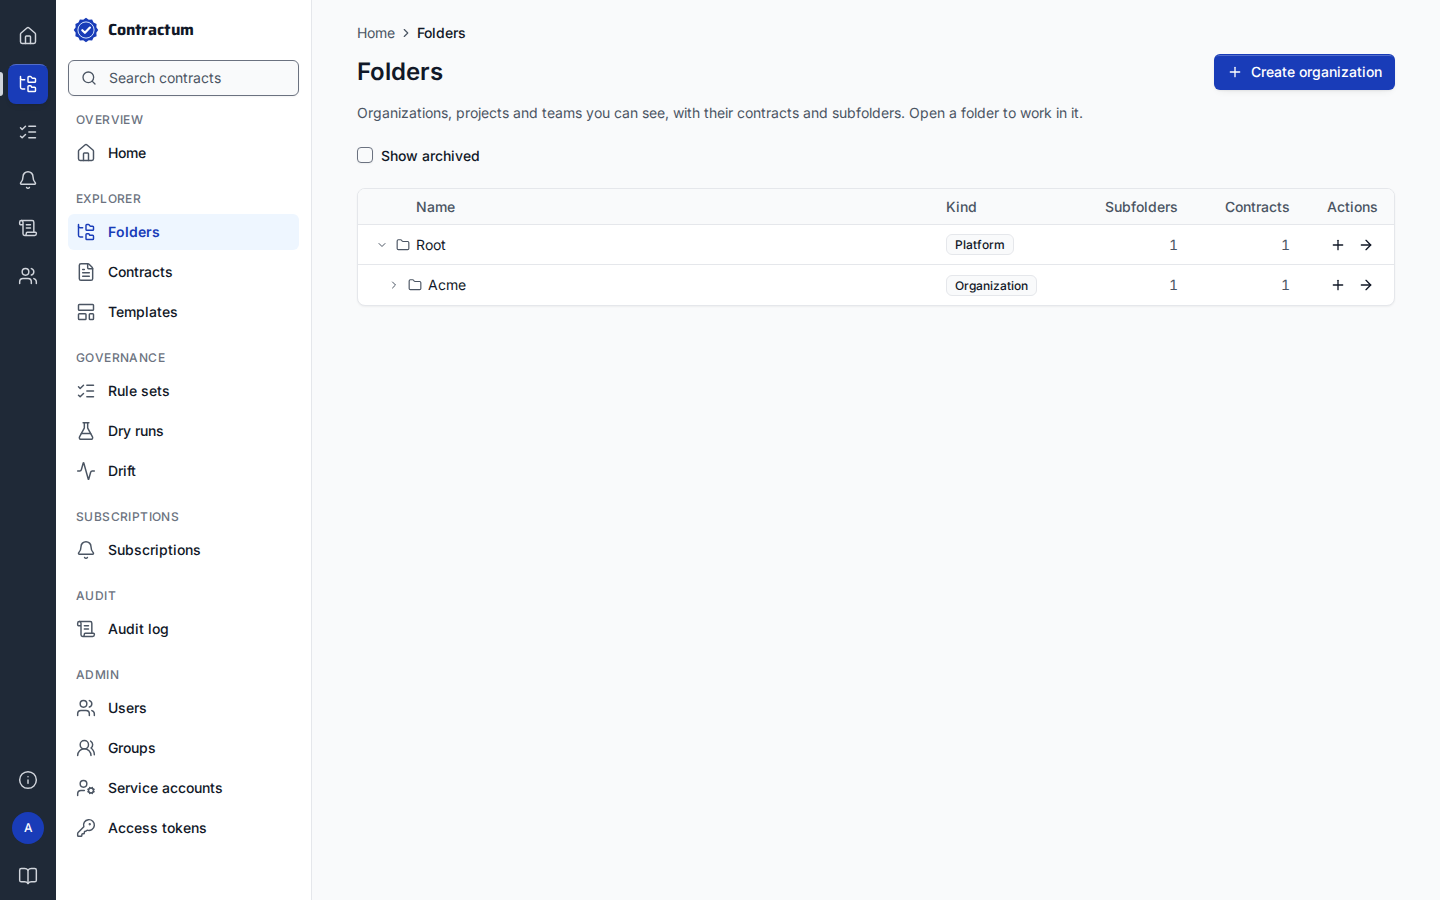 Contractum
Search contracts
OVERVIEW
Home
EXPLORER
Folders
Contracts
Templates
GOVERNANCE
Rule sets
Dry runs
Drift
SUBSCRIPTIONS
Subscriptions
AUDIT
Audit log
ADMIN
Users
Groups
Service accounts
Access tokens
A
Home > Folders
Folders
Create organization
Organizations, projects and teams you can see, with their contracts and subfolders. Open a folder to work in it.
Show archived
Name Kind Subfolders Contracts Actions
Root Platform 1 1
Acme Organization 1 1